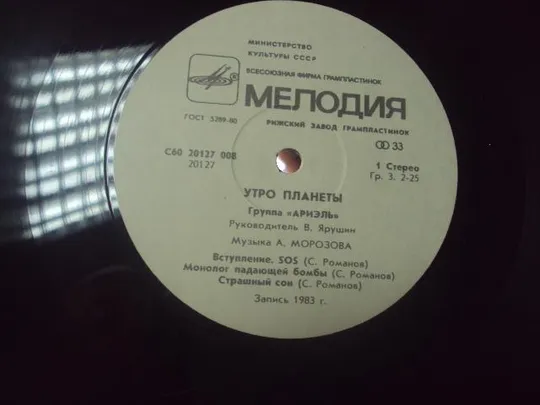 МИНИСТЕРСТВО
КУЛЬТУРЫ СССР
ВСЕСОЮЗНАЯ ФИРМА ГРАМПЛАСТИНОК
МЕЛОДИЯ
ГОСТ 5289-80
РИЖСКИЙ ЗАВОД ГРАМПЛАСТИНОК
33
С60 20127 008
20127
1 Стерео
Гр. 3. 2-25
УТРО ПЛАНЕТЫ
Группа «АРИЭЛЬ»
Руководитель В. Ярушин
Музыка А. МОРОЗОВА
Вступление. SOS (С. Романов)
Монолог падающей бомбы (С. Романов)
Страшный сон (С. Романов)
Запись 1983 г.